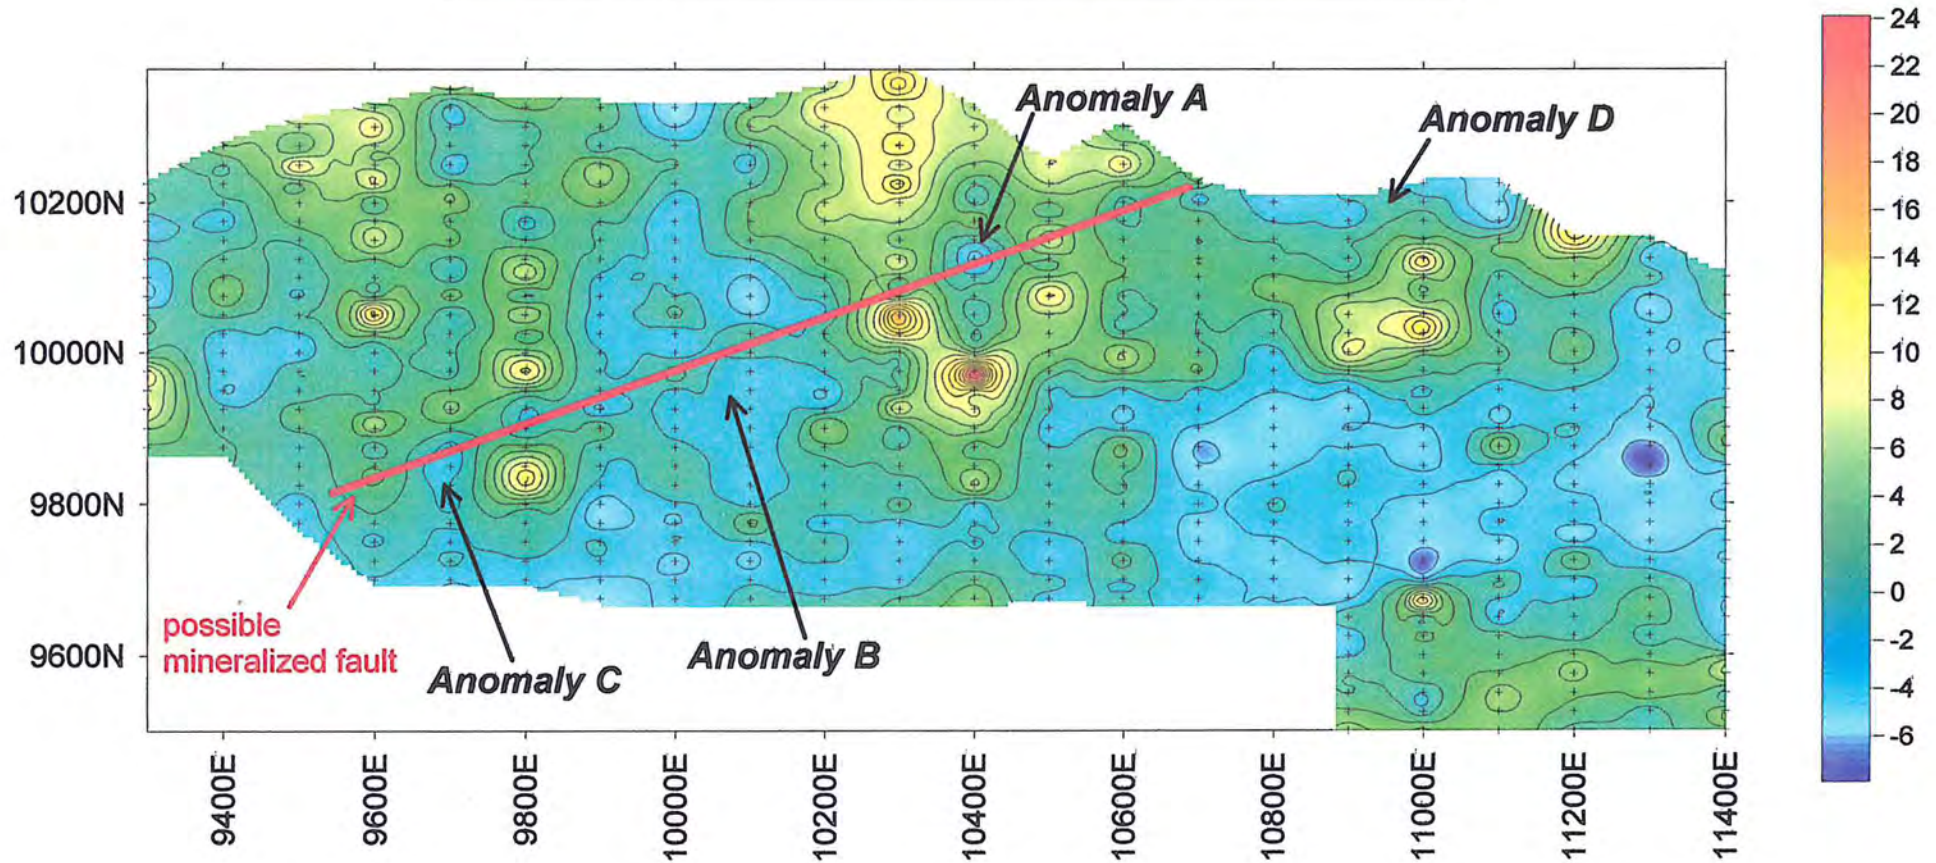 Anomaly A
Anomaly D
10200N
10000N
9800N
9600N
possible
mineralized fault
Anomaly C
Anomaly B
9400E
9600E
9800E
10000E
10200E
10400E
10600E
10800E
11000E
11200E
11400E
24
22
20
18
16
14
12
10
8
6
4
2
0
-2
-4
-6